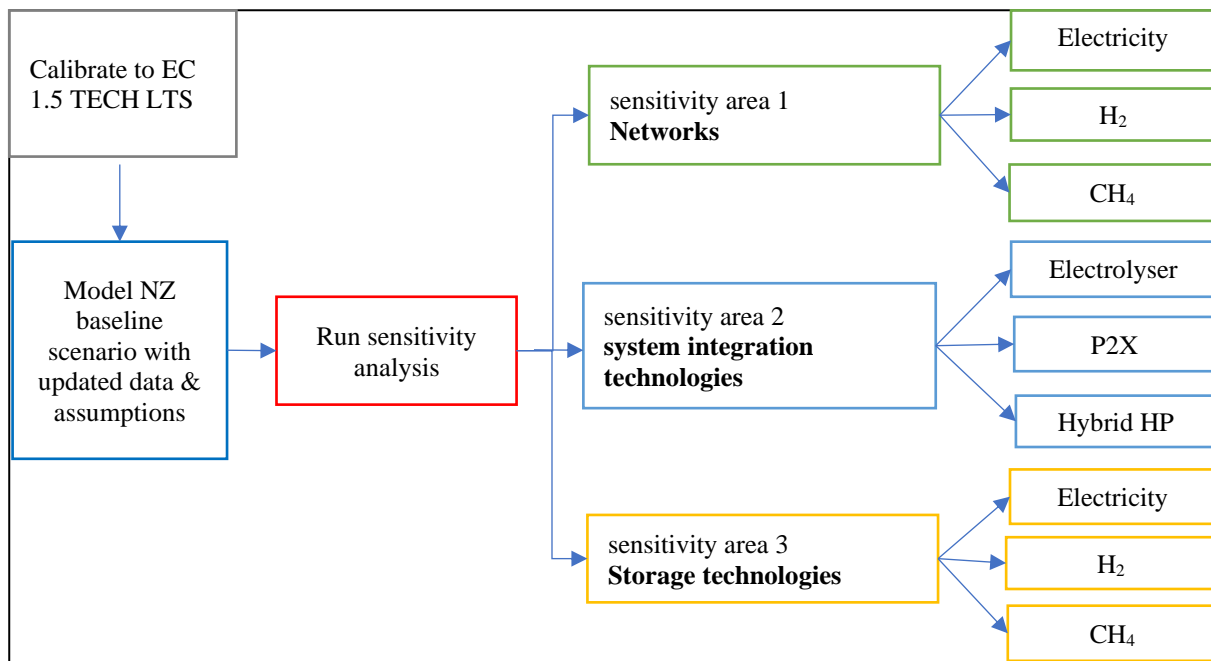 Calibrate to EC
1.5 TECH LTS
Model NZ
baseline
scenario with
updated data &
assumptions
Run sensitivity
analysis
sensitivity area 1
Networks
Electricity
H₂
CH₄
sensitivity area 2
system integration
technologies
Electrolyser
P2X
Hybrid HP
sensitivity area 3
Storage technologies
Electricity
H₂
CH₄